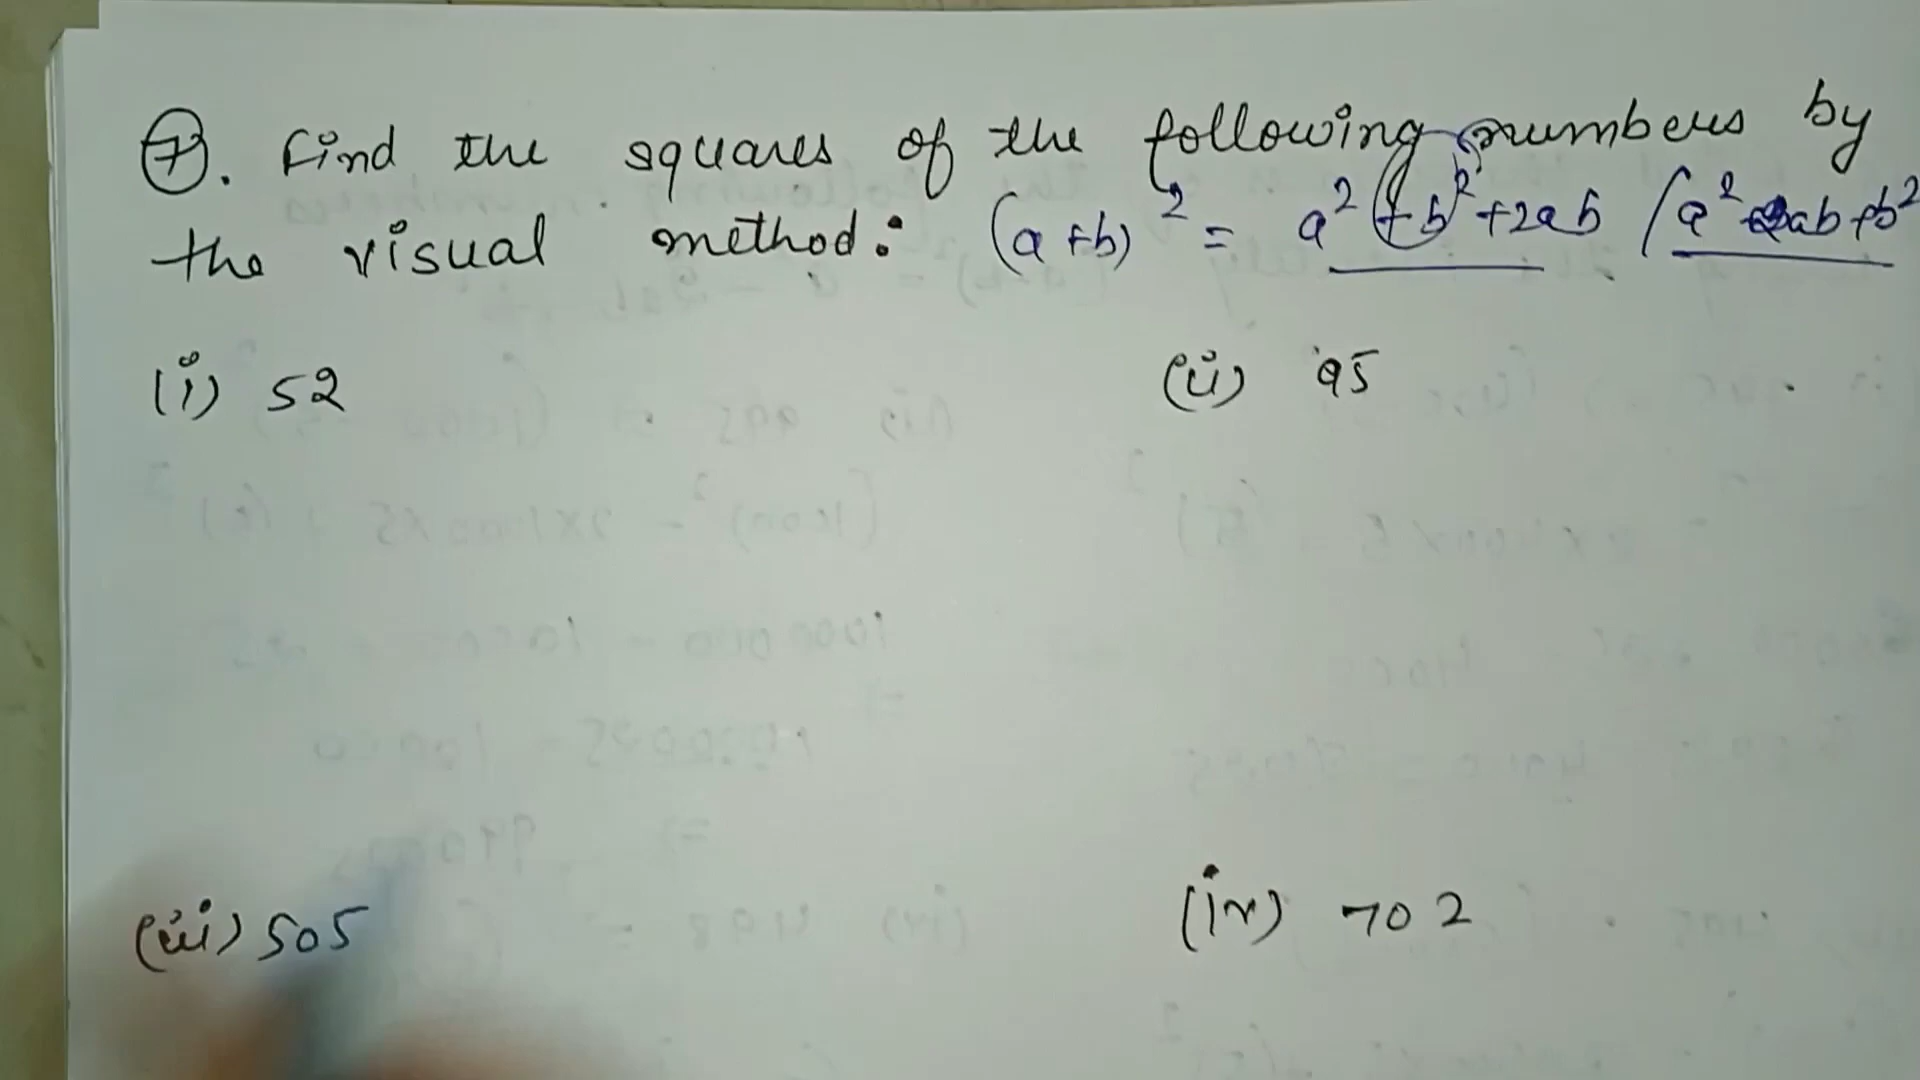 7. Find the squares of the following numbers by
the visual method: (a+b)² = a²+b²+2ab / a²+2ab+b²
(i) 52 (ii) 95
(iii) 505 (iv) 702